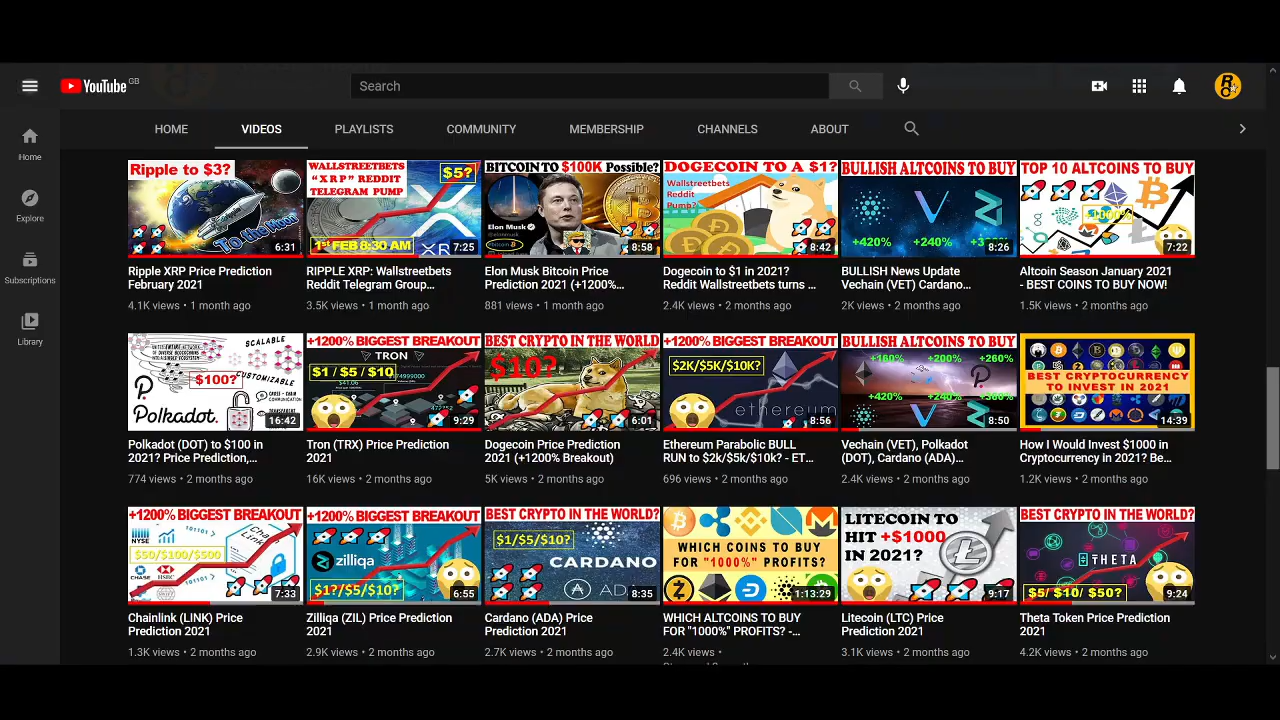 YouTube GB
Search
HOME
VIDEOS
PLAYLISTS
COMMUNITY
MEMBERSHIP
CHANNELS
ABOUT
Home
Explore
Subscriptions
Library
Ripple to $3?
To the Moon
6:31
Ripple XRP Price Prediction
February 2021
4.1K views • 1 month ago
WALLSTREETBETS
"XRP" REDDIT
TELEGRAM PUMP
$5?
1ST FEB 8:30 AM
XR
7:25
RIPPLE XRP: Wallstreetbets
Reddit Telegram Group...
3.5K views • 1 month ago
BITCOIN TO $100K Possible?
Elon Musk
@elonmusk
#bitcoin
8:58
Elon Musk Bitcoin Price
Prediction 2021 (+1200%...
881 views • 1 month ago
DOGECOIN TO A $1?
Wallstreetbets
Reddit
Pump?
8:42
Dogecoin to $1 in 2021?
Reddit Wallstreetbets turns ...
2.4K views • 2 months ago
BULLISH ALTCOINS TO BUY
+420%
+240%
8:26
BULLISH News Update
Vechain (VET) Cardano...
2K views • 2 months ago
TOP 10 ALTCOINS TO BUY
+1000%
7:22
Altcoin Season January 2021
- BEST COINS TO BUY NOW!
1.5K views • 2 months ago
SCALABLE
$100?
CUSTOMIZABLE
Polkadot.
16:42
Polkadot (DOT) to $100 in
2021? Price Prediction,...
774 views • 2 months ago
+1200% BIGGEST BREAKOUT
TRON
$1 / $5 / $10
9:29
Tron (TRX) Price Prediction
2021
16K views • 2 months ago
BEST CRYPTO IN THE WORLD
$10?
6:01
Dogecoin Price Prediction
2021 (+1200% Breakout)
5K views • 2 months ago
+1200% BIGGEST BREAKOUT
$2K/$5K/$10K?
ethereum
8:56
Ethereum Parabolic BULL
RUN to $2k/$5k/$10k? - ET...
696 views • 2 months ago
BULLISH ALTCOINS TO BUY
+160%
+200%
+260%
+420%
+240%
+360%
8:50
Vechain (VET), Polkadot
(DOT), Cardano (ADA)...
2.4K views • 2 months ago
BEST CRYPTOCURRENCY
TO INVEST IN 2021
14:39
How I Would Invest $1000 in
Cryptocurrency in 2021? Be...
1.2K views • 2 months ago
+1200% BIGGEST BREAKOUT
NYSE
$50/$100/$500
CHASE
HSBC
Chain
Link
7:33
Chainlink (LINK) Price
Prediction 2021
1.3K views • 2 months ago
+1200% BIGGEST BREAKOUT
zilliqa
$1?/$5/$10?
6:55
Zilliqa (ZIL) Price Prediction
2021
2.9K views • 2 months ago
BEST CRYPTO IN THE WORLD?
$1/$5/$10?
CARDANO
AD
8:35
Cardano (ADA) Price
Prediction 2021
2.7K views • 2 months ago
WHICH COINS TO BUY
FOR "1000%" PROFITS?
1:13:29
WHICH ALTCOINS TO BUY
FOR "1000%" PROFITS? -...
2.4K views •
LITECOIN TO
HIT +$1000
IN 2021?
9:17
Litecoin (LTC) Price
Prediction 2021
3.1K views • 2 months ago
BEST CRYPTO IN THE WORLD?
THETA
$5/ $10/ $50?
9:24
Theta Token Price Prediction
2021
4.2K views • 2 months ago